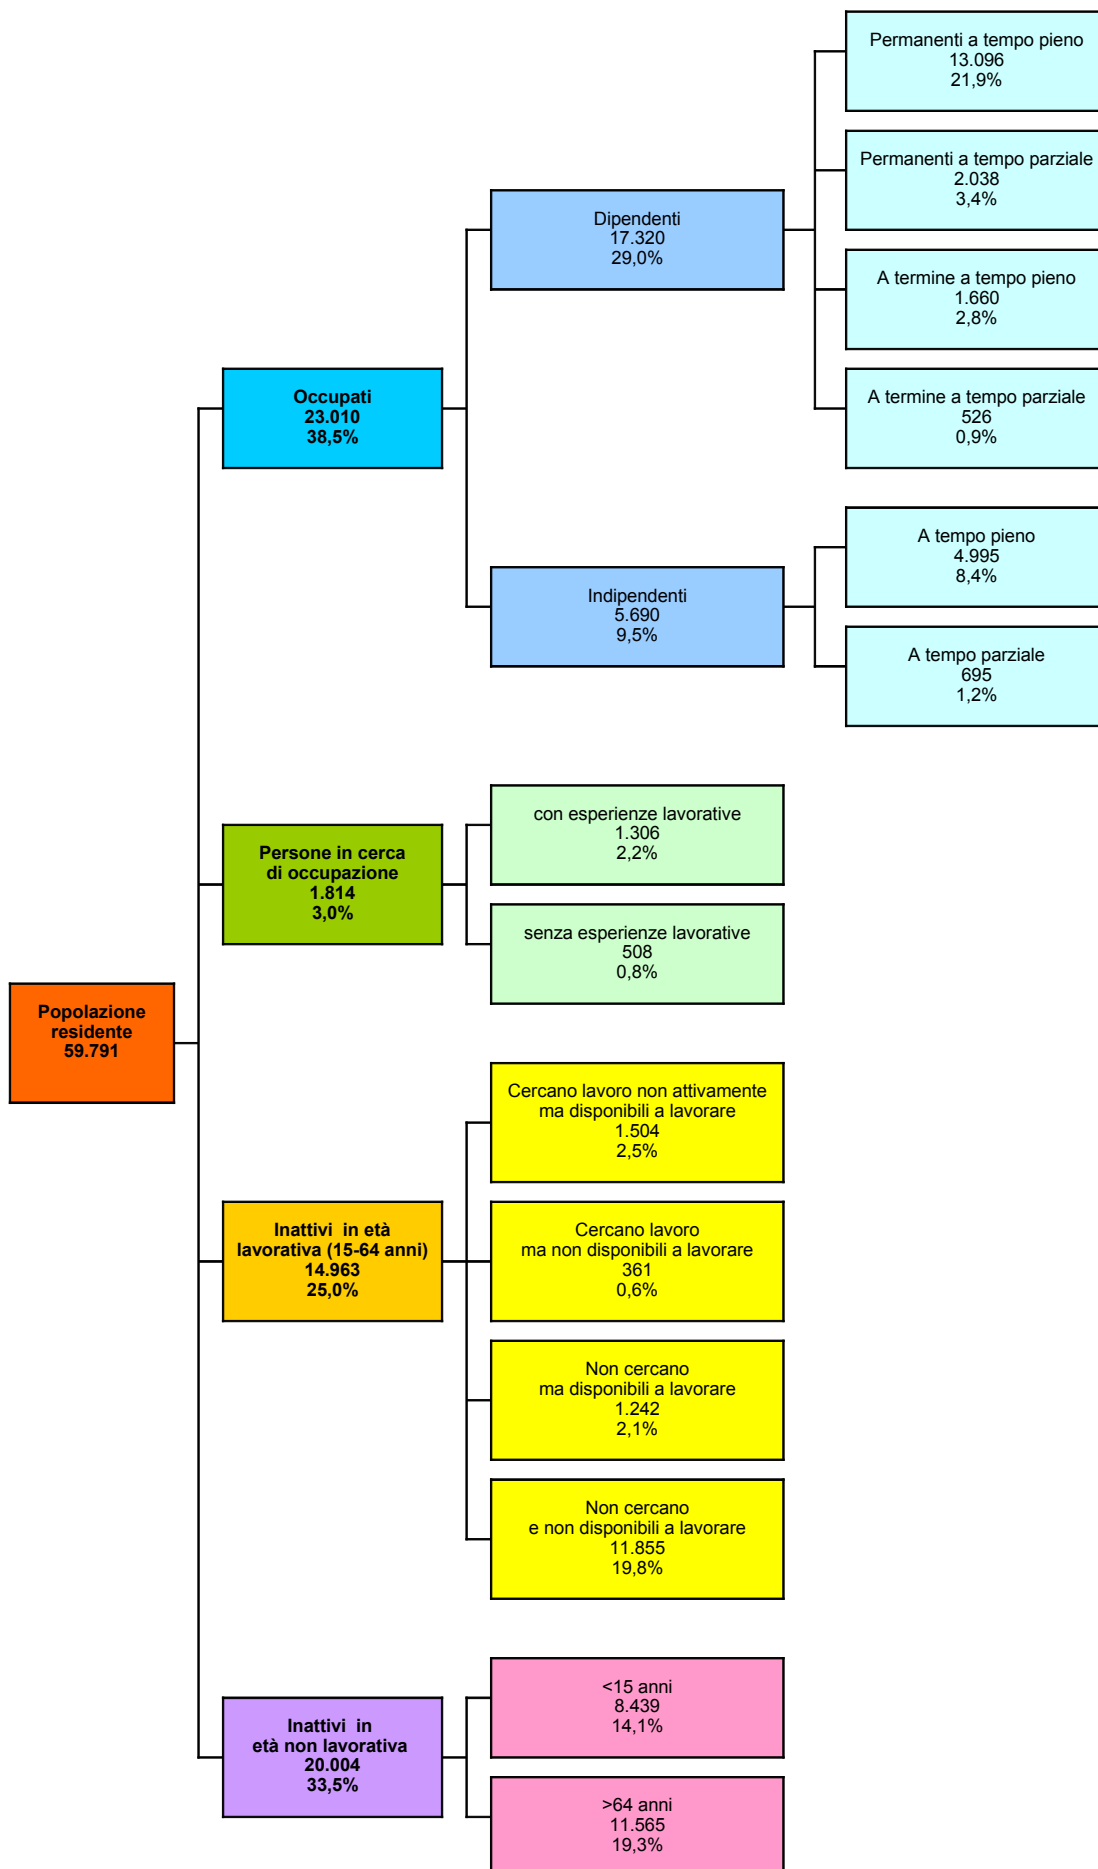 Permanenti a tempo pieno
13.096
21,9%
Permanenti a tempo parziale
2.038
3,4%
Dipendenti
17.320
29,0%
A termine a tempo pieno
1.660
2,8%
Occupati
23.010
38,5%
A termine a tempo parziale
526
0,9%
A tempo pieno
4.995
8,4%
Indipendenti
5.690
9,5%
A tempo parziale
695
1,2%
con esperienze lavorative
1.306
2,2%
Persone in cerca
di occupazione
1.814
3,0%
senza esperienze lavorative
508
0,8%
Popolazione
residente
59.791
Cercano lavoro non attivamente
ma disponibili a lavorare
1.504
2,5%
Inattivi  in età
lavorativa (15-64 anni)
14.963
25,0%
Cercano lavoro
ma non disponibili a lavorare
361
0,6%
Non cercano
ma disponibili a lavorare
1.242
2,1%
Non cercano
e non disponibili a lavorare
11.855
19,8%
<15 anni
8.439
14,1%
Inattivi  in
età non lavorativa
20.004
33,5%
>64 anni
11.565
19,3%